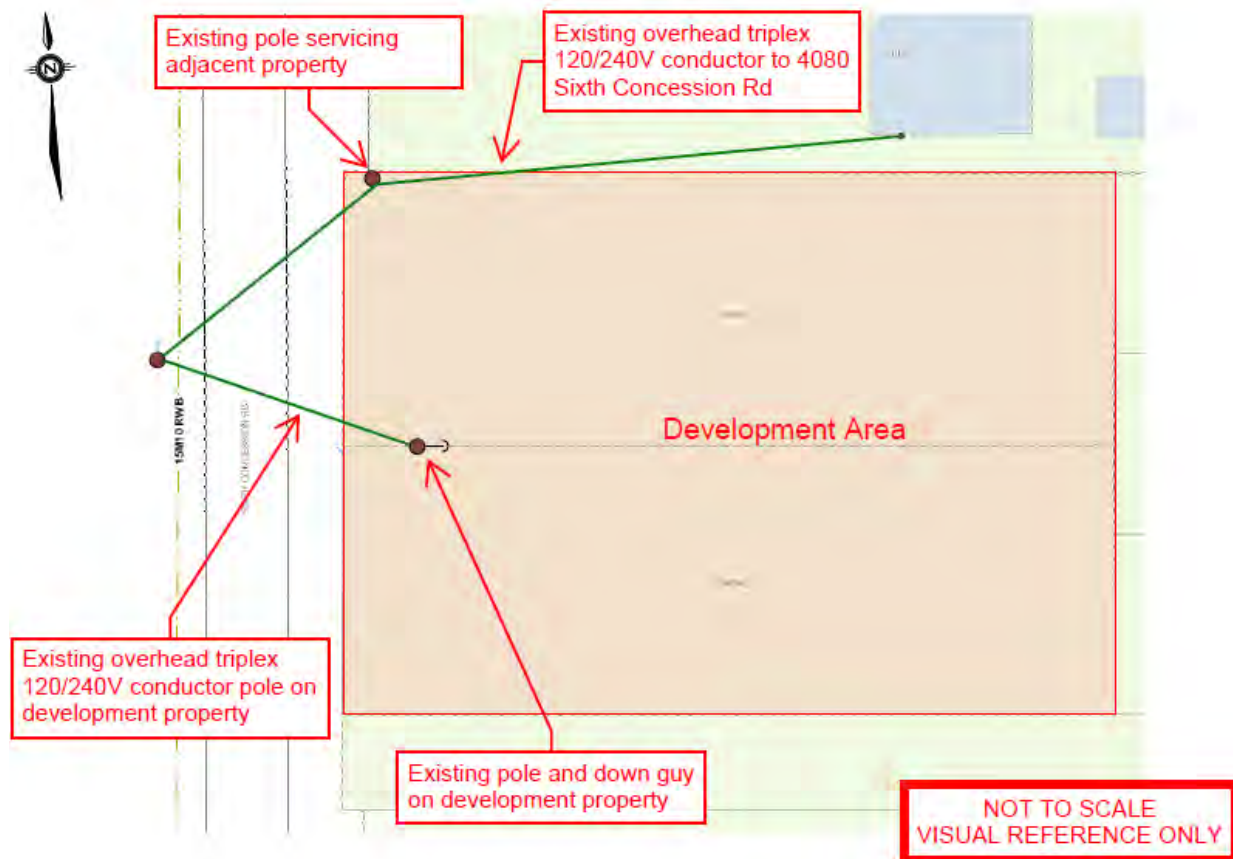 Existing pole servicing
adjacent property
Existing overhead triplex
120/240V conductor to 4080
Sixth Concession Rd
N
15M10 RWB
Development Area
Existing overhead triplex
120/240V conductor pole on
development property
Existing pole and down guy
on development property
NOT TO SCALE
VISUAL REFERENCE ONLY